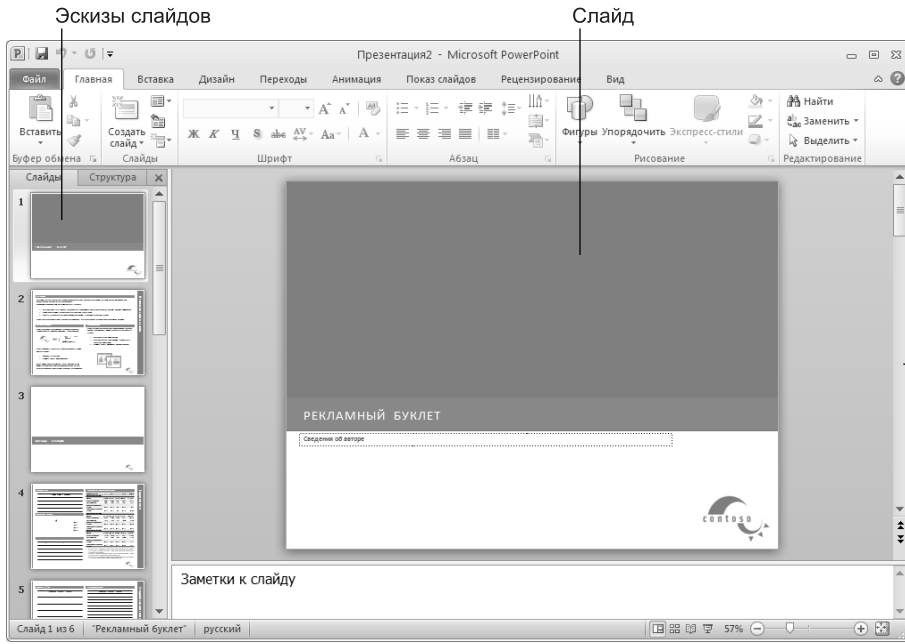 Эскизы слайдов
Слайд
Презентация2 - Microsoft PowerPoint
Файл Главная Вставка Дизайн Переходы Анимация Показ слайдов Рецензирование Вид
Вставить
Создать слайд
Ж К Ч S abc AV Aa A
Фигуры Упорядочить Экспресс-стили
Найти
Заменить
Выделить
Буфер обмена Слайды Шрифт Абзац Рисование Редактирование
Слайды Структура
1
2
3
4
5
РЕКЛАМНЫЙ БУКЛЕТ
Сведения об авторе
contoso
Заметки к слайду
Слайд 1 из 6 "Рекламный буклет" русский 57%